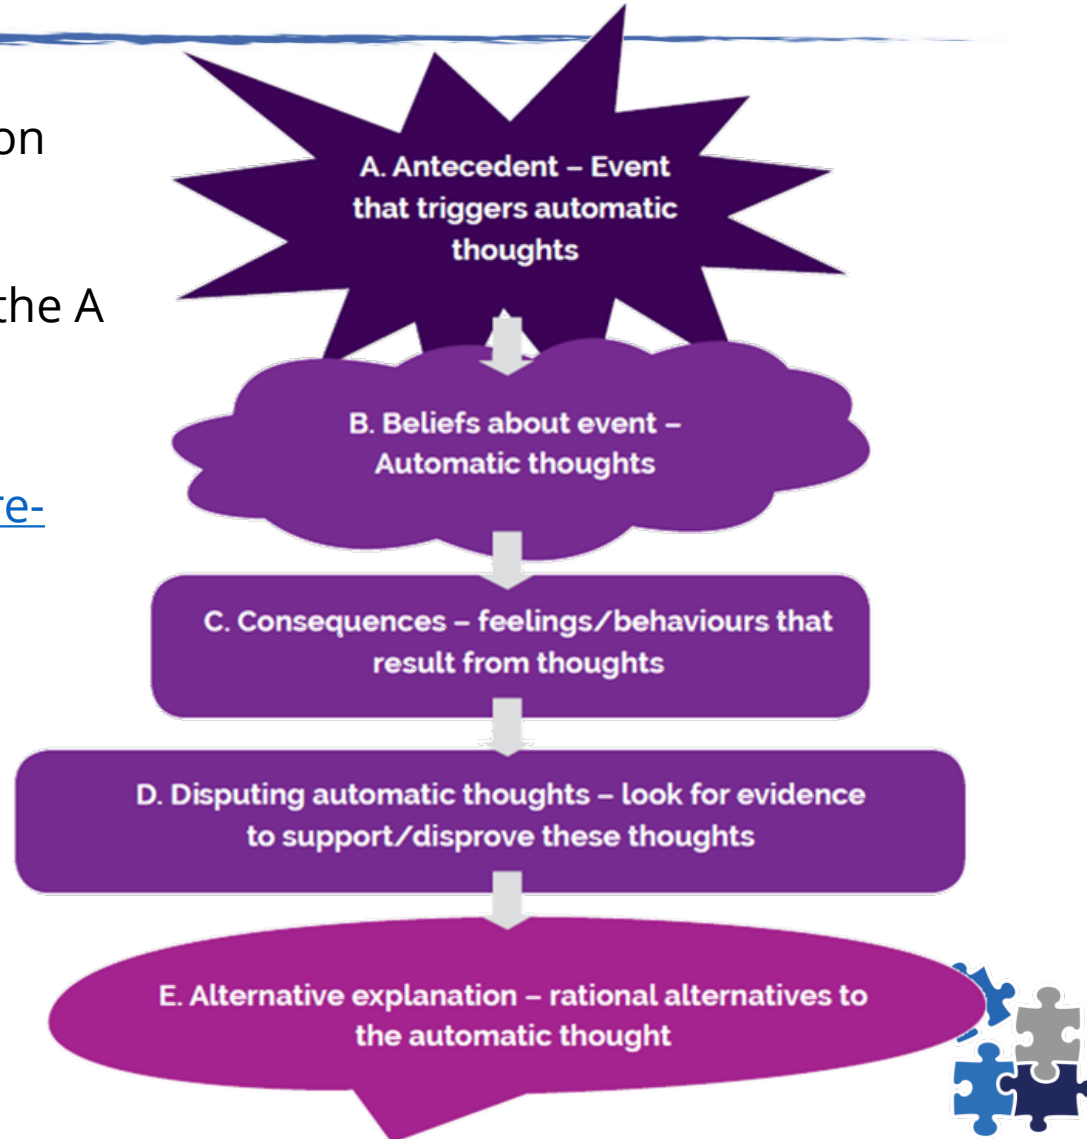 on
A. Antecedent – Event
that triggers automatic
thoughts
the A
B. Beliefs about event –
Automatic thoughts
re-
C. Consequences – feelings/behaviours that
result from thoughts
D. Disputing automatic thoughts – look for evidence
to support/disprove these thoughts
E. Alternative explanation – rational alternatives to
the automatic thought